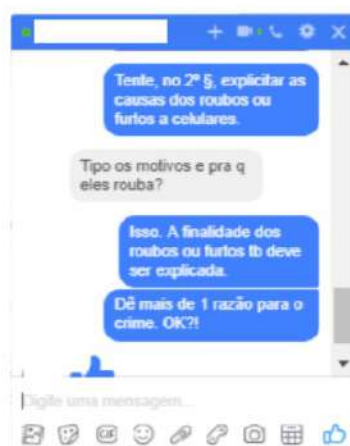 Tente, no 2º §, explicitar as
causas dos roubos ou
furtos a celulares.
Tipo os motivos e pra q
eles rouba?
Isso. A finalidade dos
roubos ou furtos tb deve
ser explicada.
Dê mais de 1 razão para o
crime. OK?!
Digite uma mensagem...
GIF